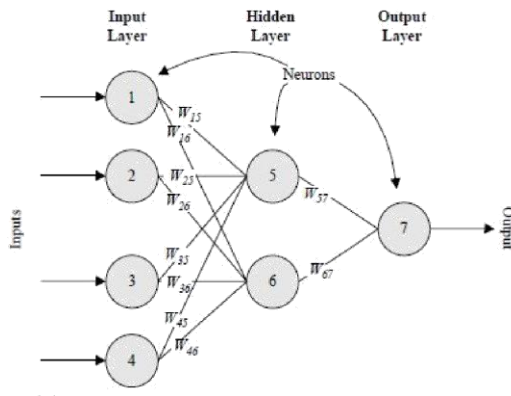 Input
Layer
Hidden
Layer
Output
Layer
Neurons
1
W15
W16
2
W25
W26
5
W57
3
W35
W36
6
W67
7
4
W45
W46
Inputs
Output